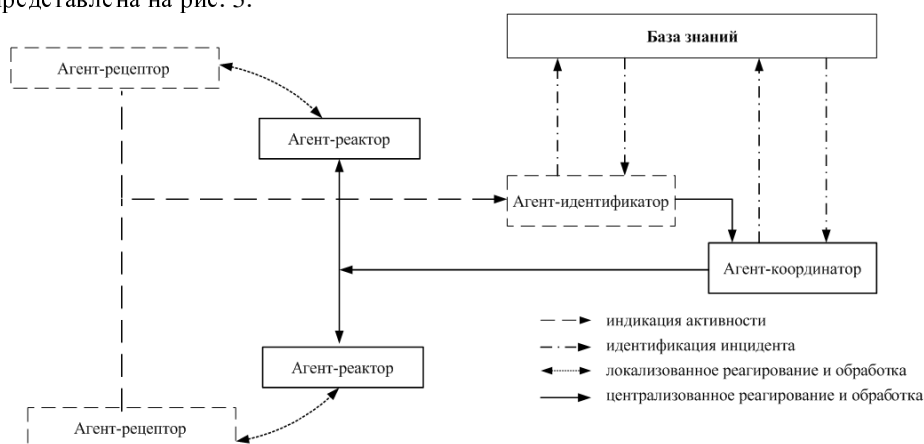 представлена на рис. 3.
База знаний
Агент-рецептор
Агент-реактор
Агент-идентификатор
Агент-координатор
индикация активности
идентификация инцидента
Агент-реактор
локализованное реагирование и обработка
централизованное реагирование и обработка
Агент-рецептор